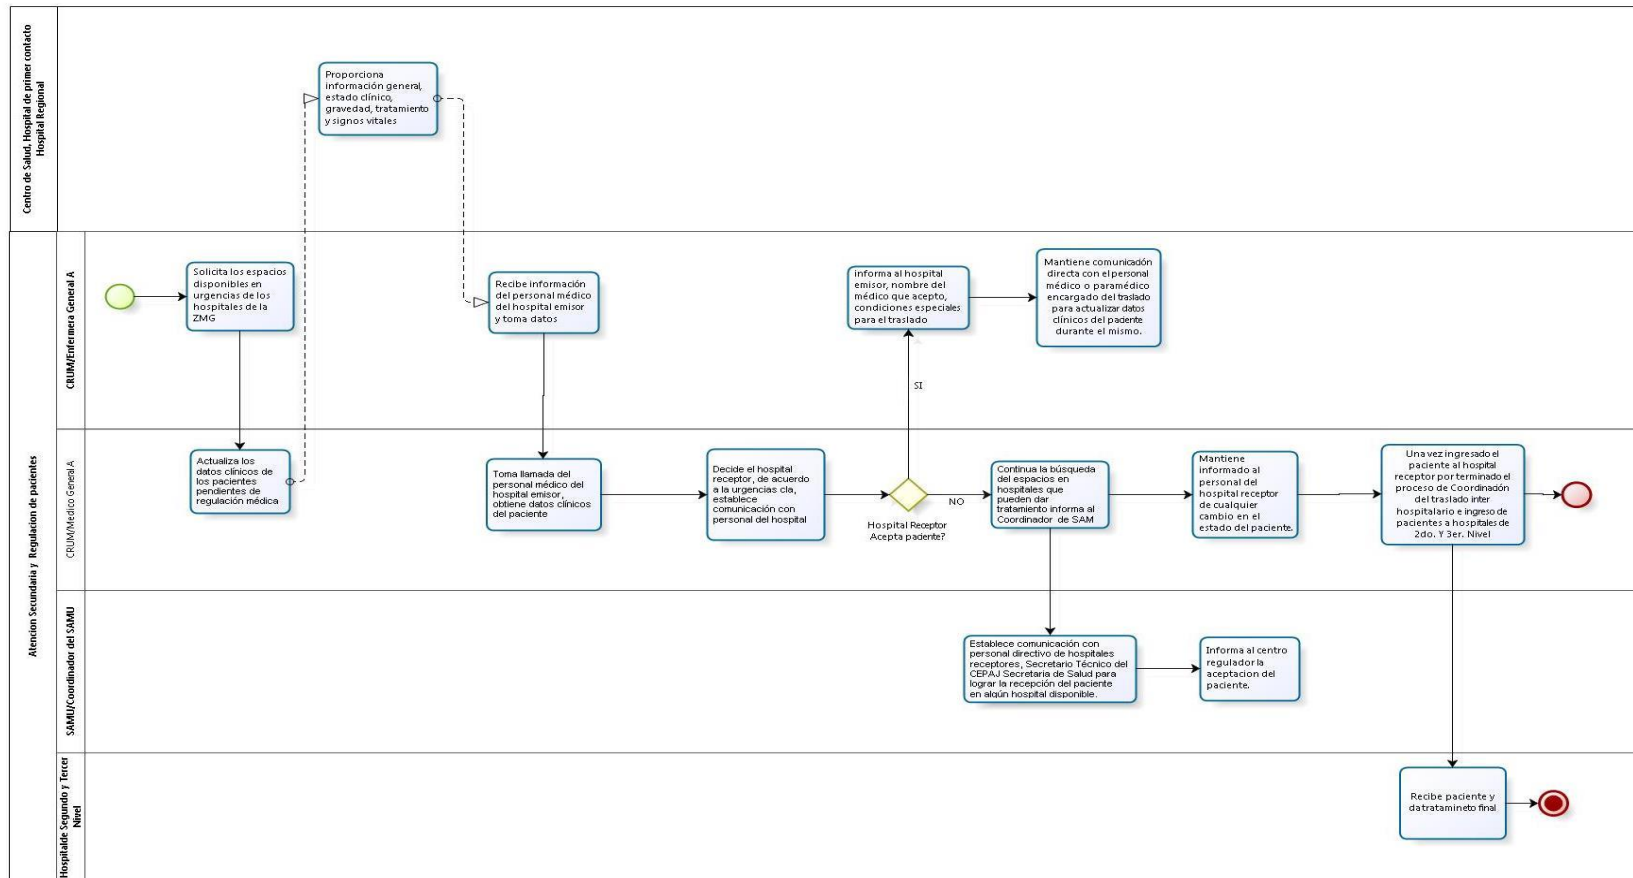 Centro de Salud, Hospital de primer contacto
Hospital Regional
Proporciona
información general,
estado clínico,
gravedad, tratamiento
y signos vitales
Atencion Secundaria y Regulacion de pacientes
CRUM/Enfermera General A
Solicita los espacios
disponibles en
urgencias de los
hospitales de la
ZMG
Recibe información
del personal médico
del hospital emisor
y toma datos
informa al hospital
emisor, nombre del
médico que acepto,
condiciones especiales
para el traslado
Mantiene comunicación
directa con el personal
médico o paramédico
encargado del traslado
para actualizar datos
clínicos del paciente
durante el mismo.
SI
CRUM/Medico General A
Actualiza los
datos clínicos de
los pacientes
pendientes de
regulación médica
Toma llamada del
personal médico del
hospital emisor,
obtiene datos clínicos
del paciente
Decide el hospital
receptor, de acuerdo
a la urgencias cla,
establece
comunicación con
personal del hospital
Hospital Receptor
Acepta paciente?
NO
Continua la búsqueda
del espacios en
hospitales que
pueden dar
tratamiento informa al
Coordinador de SAM
Mantiene
informado al
personal del
hospital receptor
de cualquier
cambio en el
estado del paciente.
Una vez ingresado el
paciente al hospital
receptor por terminado el
proceso de Coordinación
del traslado inter
hospitalario e ingreso de
pacientes a hospitales de
2do. Y 3er. Nivel
SAMU/Coordinador del SAMU
Establece comunicación con
personal directivo de hospitales
receptores, Secretario Técnico del
CEPAJ Secretaria de Salud para
lograr la recepción del paciente
en algún hospital disponible.
Informa al centro
regulador la
aceptacion del
paciente.
Hospitalde Segundo y Tercer
Nivel
Recibe paciente y
da tratamineto final